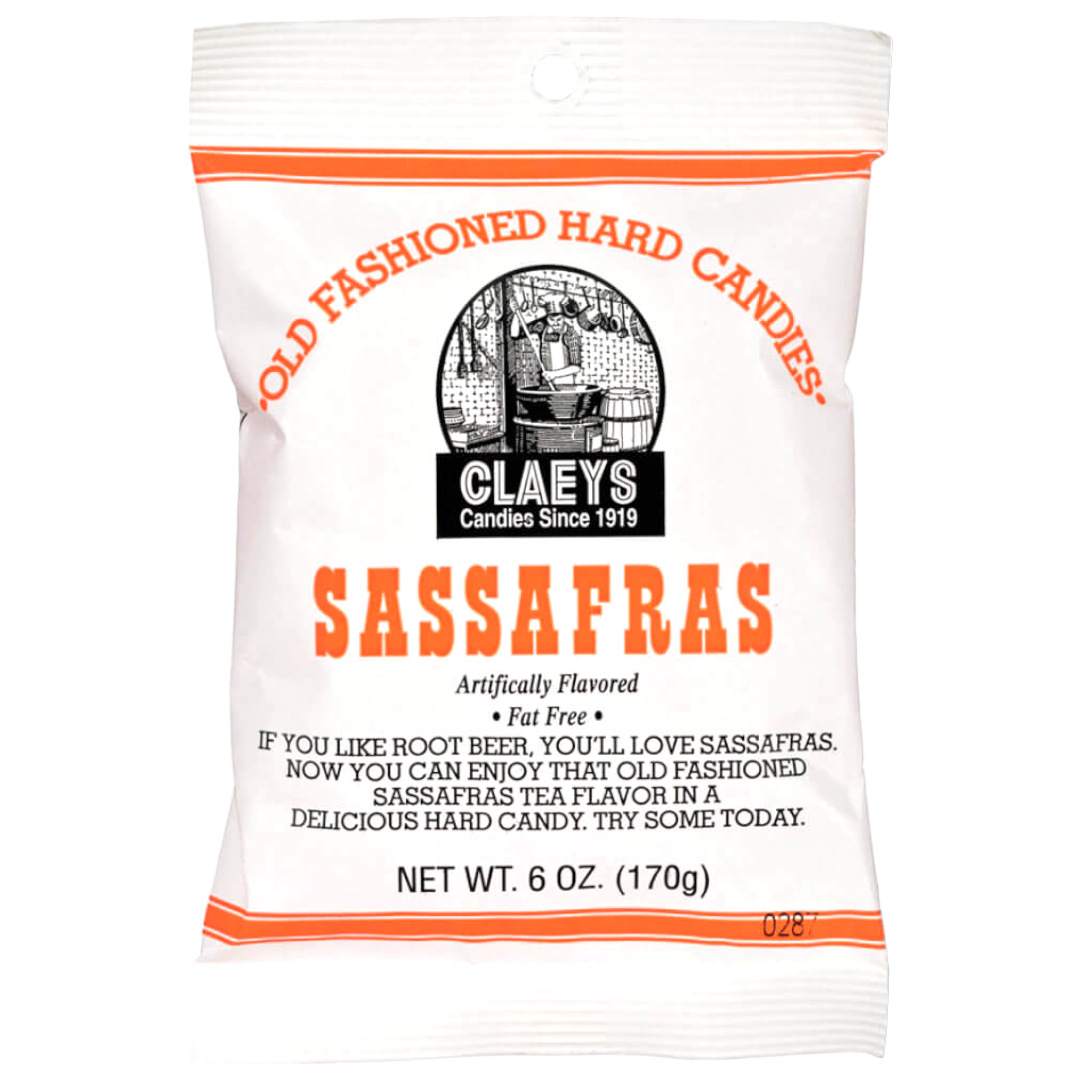 •OLD FASHIONED HARD CANDIES•
CLAEYS
Candies Since 1919
SASSAFRAS
Artifically Flavored
• Fat Free •
IF YOU LIKE ROOT BEER, YOU'LL LOVE SASSAFRAS.
NOW YOU CAN ENJOY THAT OLD FASHIONED
SASSAFRAS TEA FLAVOR IN A
DELICIOUS HARD CANDY. TRY SOME TODAY.
NET WT. 6 OZ. (170g)
0287